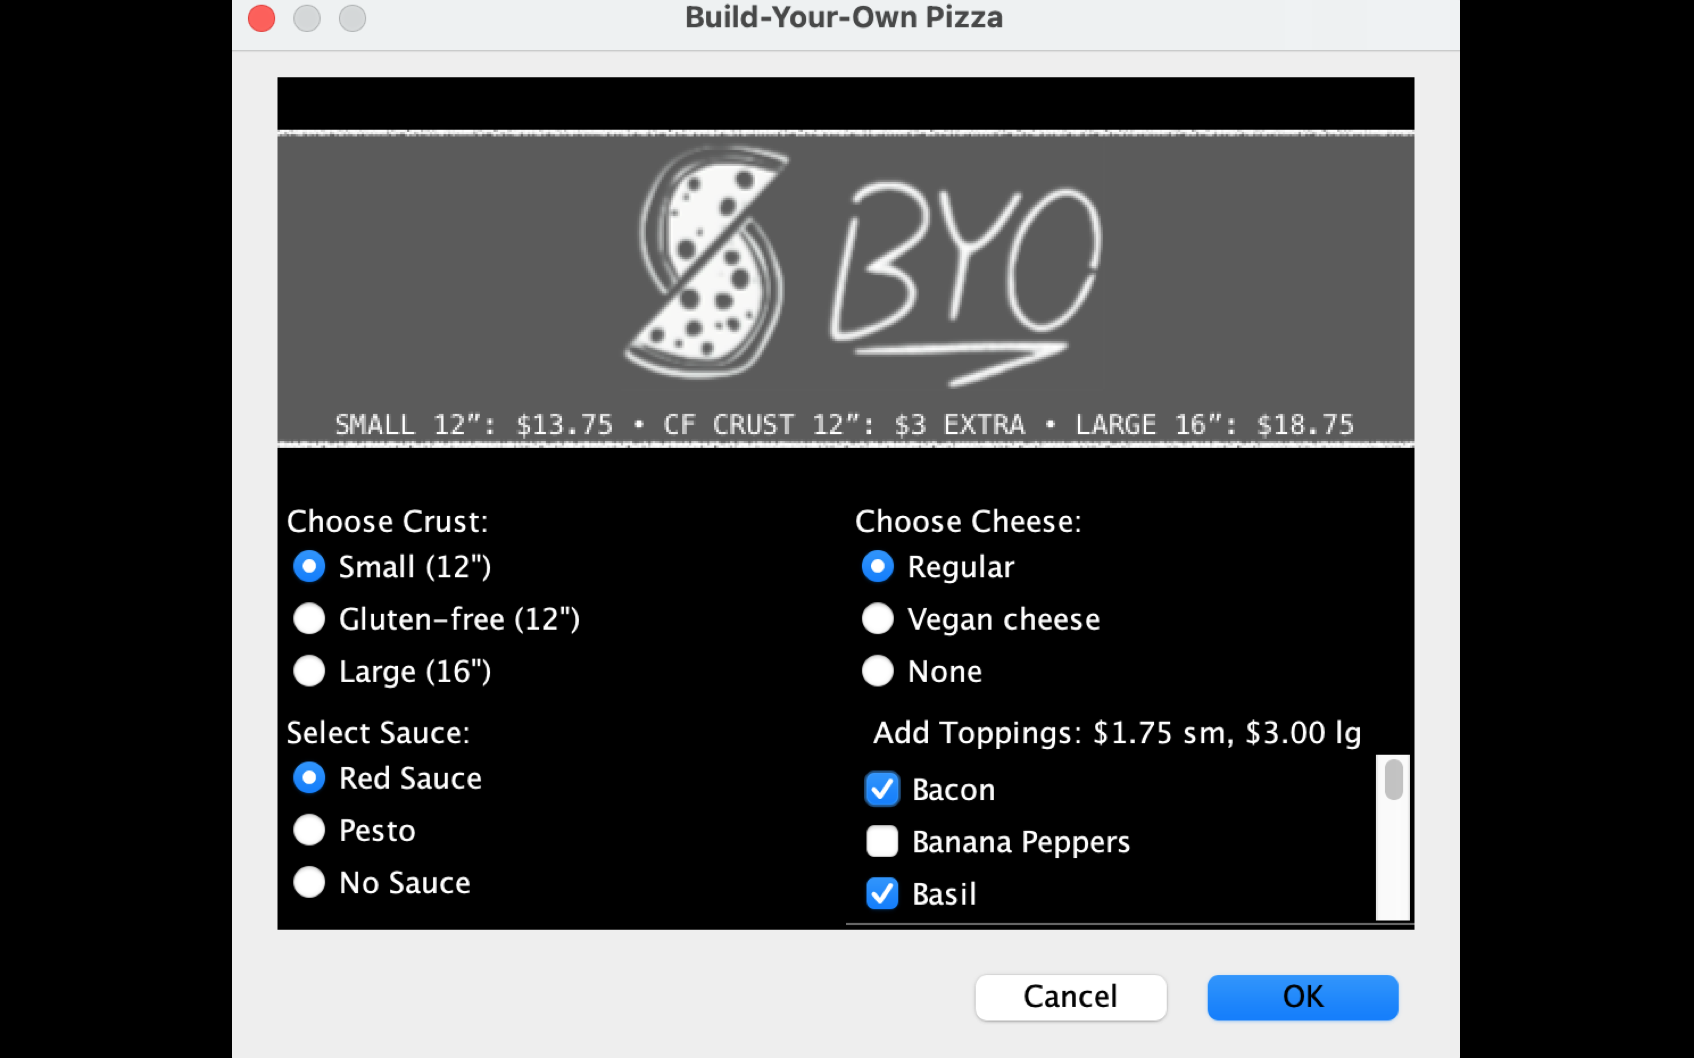 Build-Your-Own Pizza
BYO
SMALL 12”: $13.75 • CF CRUST 12”: $3 EXTRA • LARGE 16”: $18.75
Choose Crust:
Small (12")
Gluten-free (12")
Large (16")
Choose Cheese:
Regular
Vegan cheese
None
Select Sauce:
Red Sauce
Pesto
No Sauce
Add Toppings: $1.75 sm, $3.00 lg
Bacon
Banana Peppers
Basil
Cancel
OK